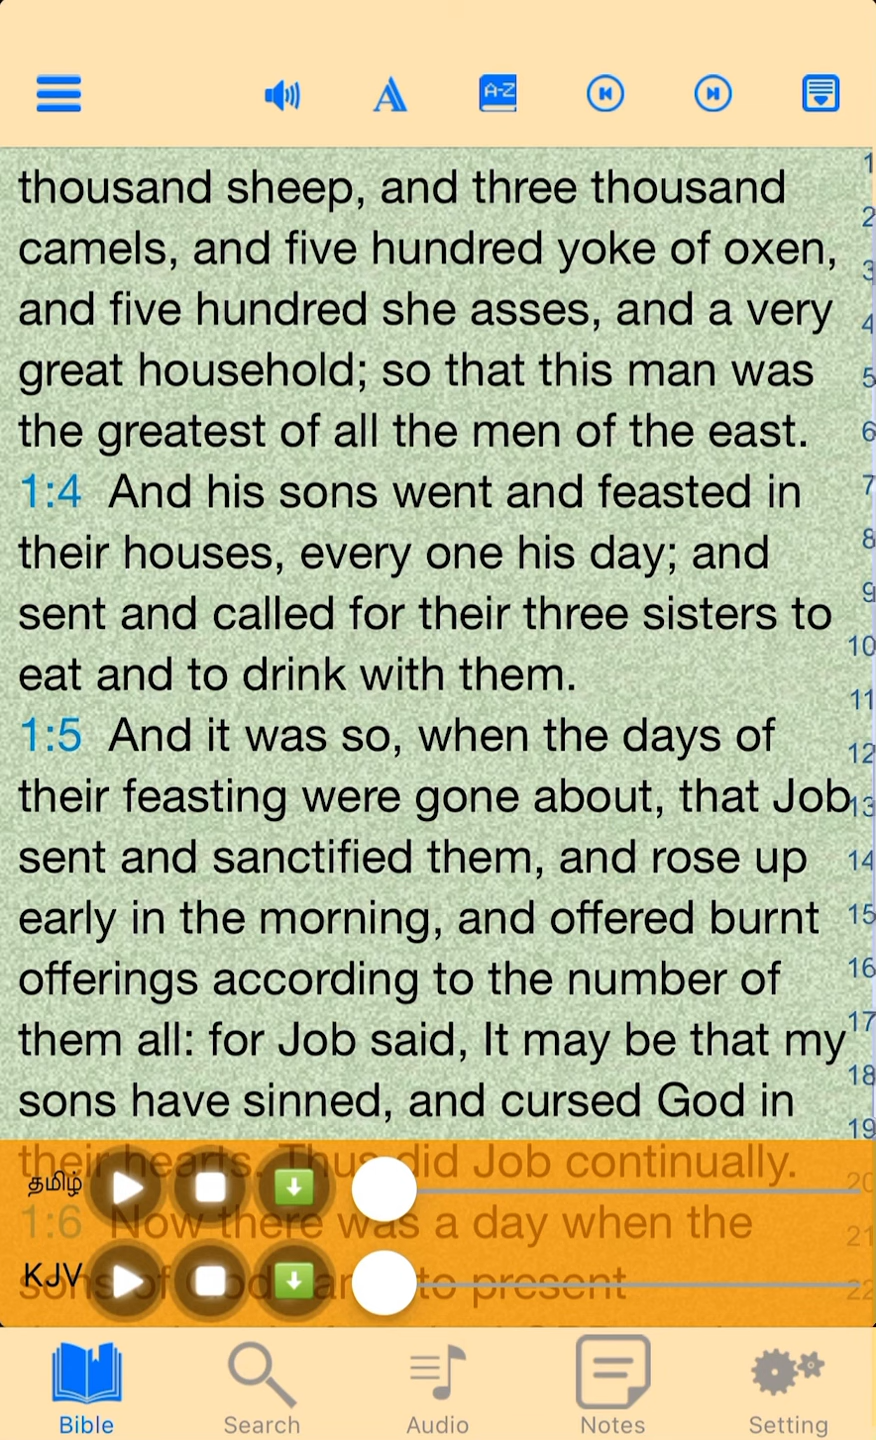 A
A-Z
thousand sheep, and three thousand
camels, and five hundred yoke of oxen,
and five hundred she asses, and a very
great household; so that this man was
the greatest of all the men of the east.
1:4 And his sons went and feasted in
their houses, every one his day; and
sent and called for their three sisters to
eat and to drink with them.
1:5 And it was so, when the days of
their feasting were gone about, that Job
sent and sanctified them, and rose up
early in the morning, and offered burnt
offerings according to the number of
them all: for Job said, It may be that my
sons have sinned, and cursed God in
their hearts. Thus did Job continually.
1:6 Now there was a day when the
sons of God to present
1
2
3
4
5
6
7
8
9
10
11
12
13
14
15
16
17
18
19
20
21
22
தமிழ்
KJV
Bible
Search
Audio
Notes
Setting